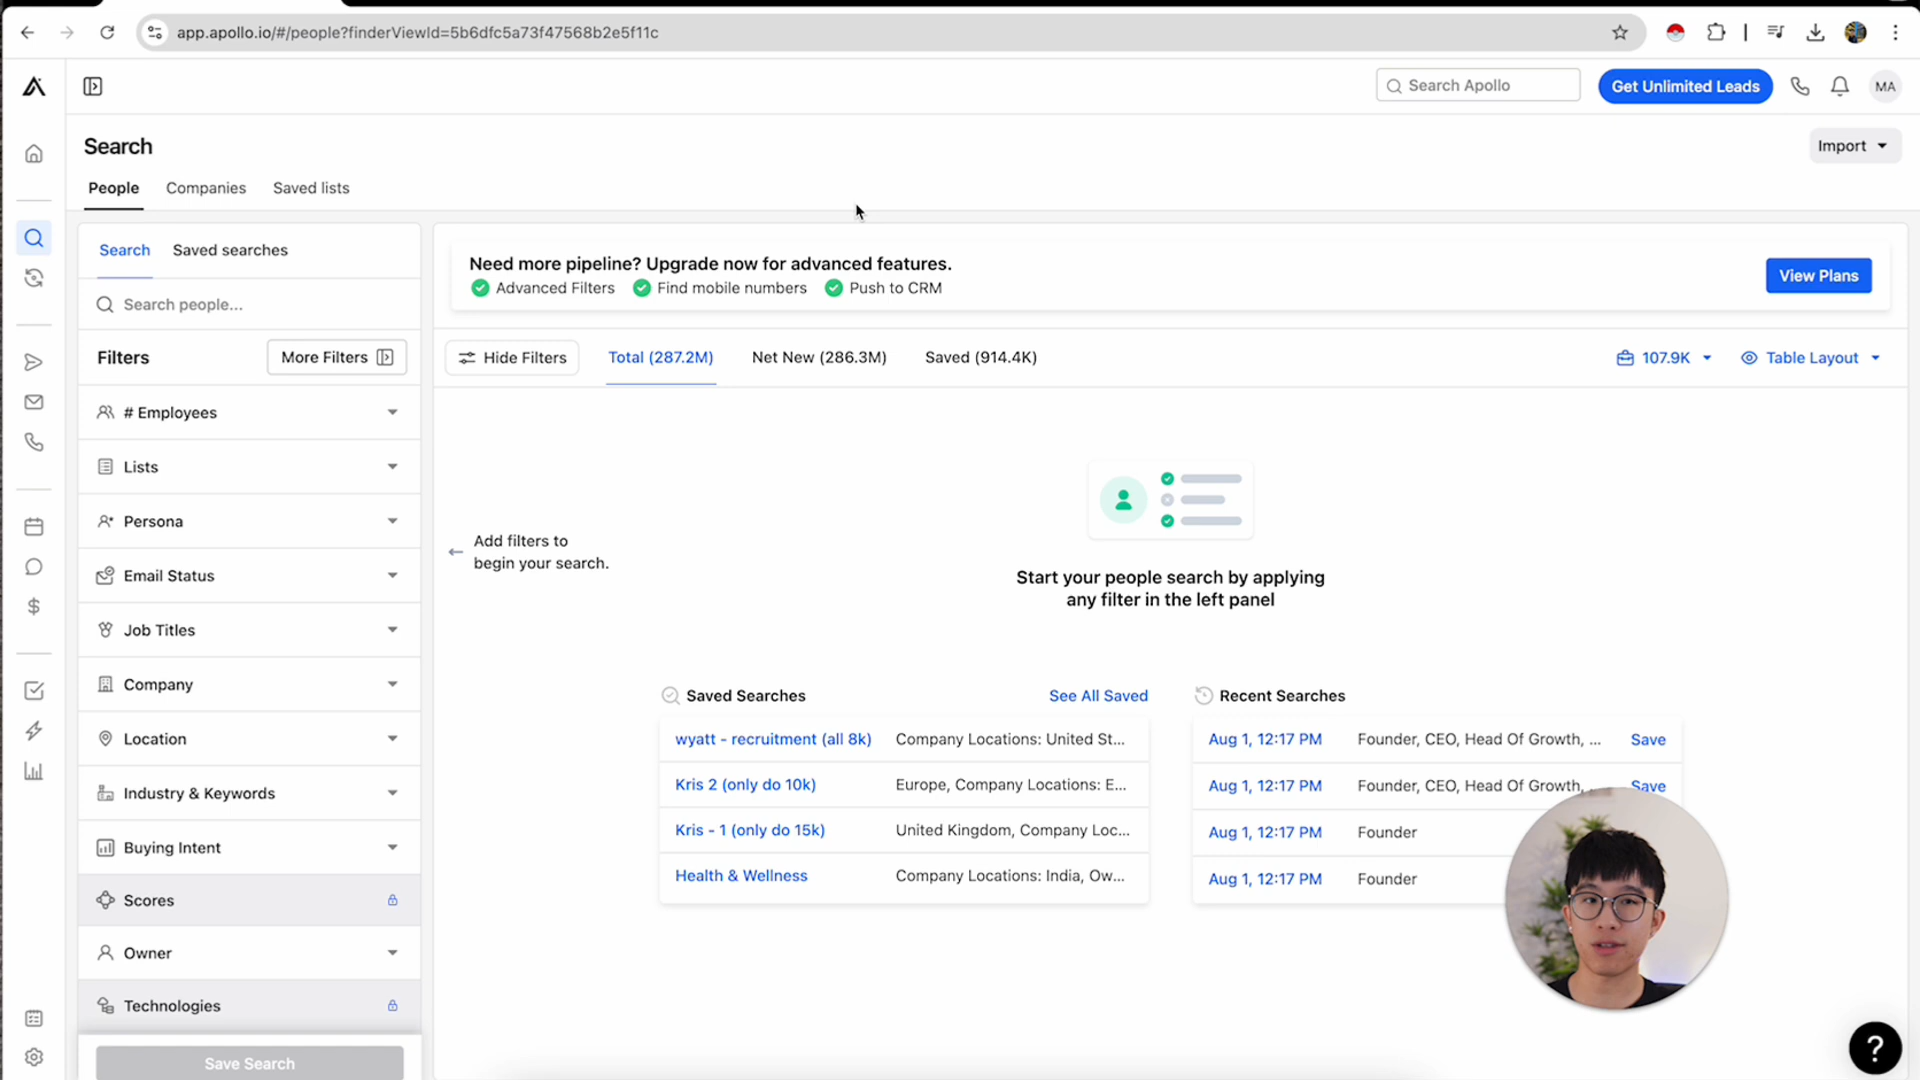 app.apollo.io/#/people?finderViewId=5b6dfc5a73f47568b2e5f11c
Search Apollo
Get Unlimited Leads
MA
Search
Import
People
Companies
Saved lists
Search
Saved searches
Need more pipeline? Upgrade now for advanced features.
Advanced Filters
Find mobile numbers
Push to CRM
View Plans
Search people...
Filters
More Filters
Hide Filters
Total (287.2M)
Net New (286.3M)
Saved (914.4K)
107.9K
Table Layout
# Employees
Lists
Persona
Email Status
Job Titles
Company
Location
Industry & Keywords
Buying Intent
Scores
Owner
Technologies
Save Search
Add filters to
begin your search.
Start your people search by applying
any filter in the left panel
Saved Searches
See All Saved
wyatt - recruitment (all 8k)
Company Locations: United St...
Kris 2 (only do 10k)
Europe, Company Locations: E...
Kris - 1 (only do 15k)
United Kingdom, Company Loc...
Health & Wellness
Company Locations: India, Ow...
Recent Searches
Aug 1, 12:17 PM
Founder, CEO, Head Of Growth, ...
Save
Aug 1, 12:17 PM
Founder, CEO, Head Of Growth, ..
Save
Aug 1, 12:17 PM
Founder
Aug 1, 12:17 PM
Founder
?